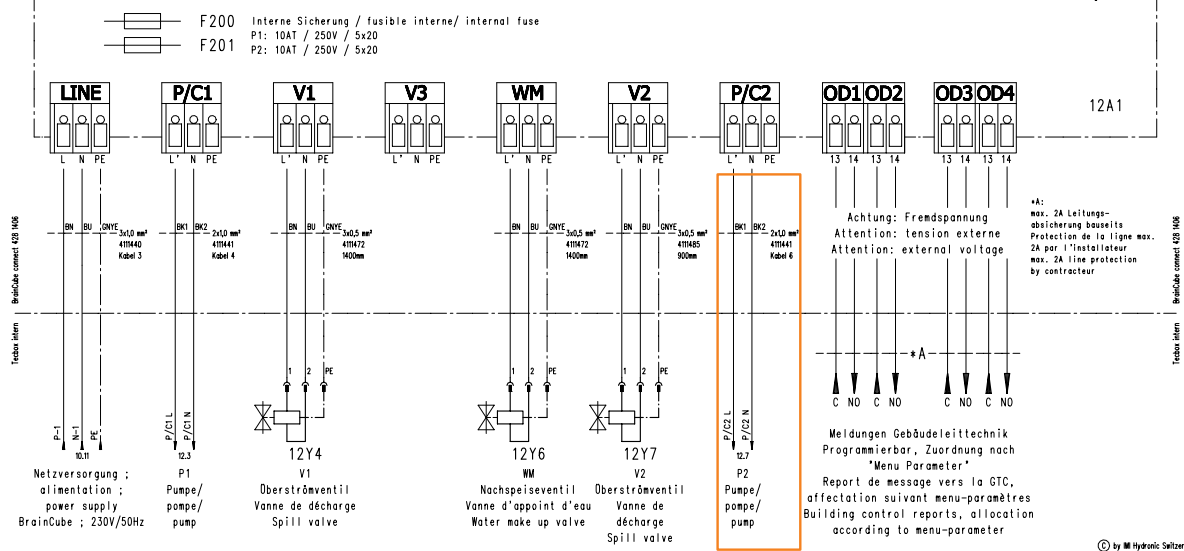 F200 Interne Sicherung / fusible interne/ internal fuse
P1: 10AT / 250V / 5x20
F201 P2: 10AT / 250V / 5x20
LINE P/C1 V1 V3 WM V2 P/C2 OD1 OD2 OD3 OD4
12A1
L N PE L' N PE L' N PE L' N PE L' N PE L' N PE L' N PE 13 14 13 14 13 14 13 14
BN BU GNYE 3x1,0 mm²
4111440
Kabel 3
BK1 BK2 2x1,0 mm²
4111441
Kabel 4
BN BU GNYE 3x0,5 mm²
4111472
1400mm
BN BU GNYE 3x0,5 mm²
4111472
1400mm
BN BU GNYE 3x0,5 mm²
4111485
900mm
BK1 BK2 2x1,0 mm²
4111441
Kabel 6
Achtung: Fremdspannung
Attention: tension externe
Attention: external voltage
*A:
max. 2A Leitungs-
absicherung bauseits
Protection de la ligne max.
2A par l'installateur
max. 2A line protection
by contracteur
BrainCube connect 428 1406
Tecbox intern
BrainCube connect 428 1406
Tecbox intern
*A
1 2 PE
1 2 PE
1 2 PE
C NO C NO C NO C NO
P-1 N-1 PE
P/C1 L P/C1 N
P/C2 L P/C2 N
10.11
Netzversorgung ;
alimentation ;
power supply
BrainCube ; 230V/50Hz
12.3
P1
Pumpe/
pompe/
pump
12Y4
V1
Überströmventil
Vanne de décharge
Spill valve
12Y6
WM
Nachspeiseventil
Vanne d'appoint d'eau
Water make up valve
12Y7
V2
Überströmventil
Vanne de
décharge
Spill valve
12.7
P2
Pumpe/
pompe/
pump
Meldungen Gebäudeleittechnik
Programmierbar, Zuordnung nach
"Menu Parameter"
Report de message vers la GTC,
affectation suivant menu-paramètres
Building control reports, allocation
according to menu-parameter
© by IMI Hydronic Switzer